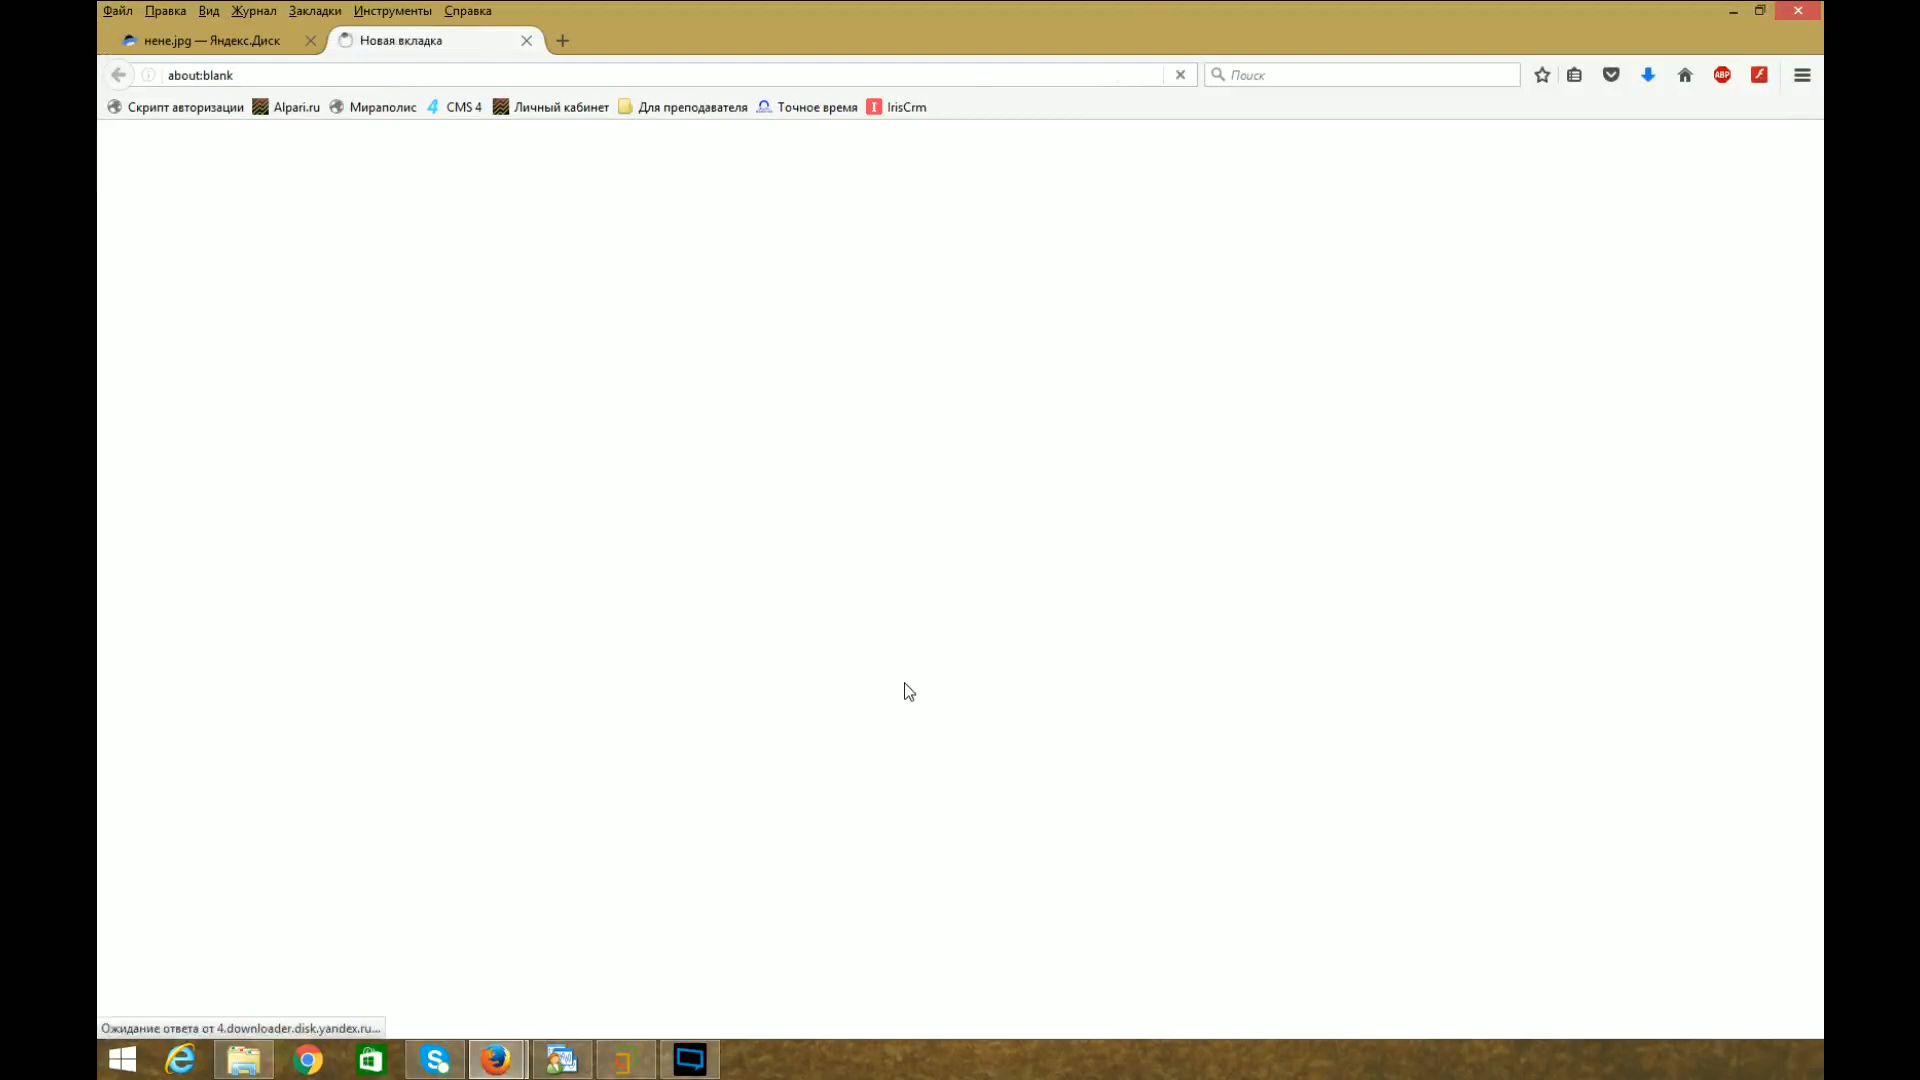 Файл Правка Вид Журнал Закладки Инструменты Справка
нене.jpg — Яндекс.Диск Новая вкладка
about:blank Поиск ABP
Скрипт авторизации Alpari.ru Мираполис 4 CMS 4 Личный кабинет Для преподавателя Точное время I IrisCrm
Ожидание ответа от 4.downloader.disk.yandex.ru...